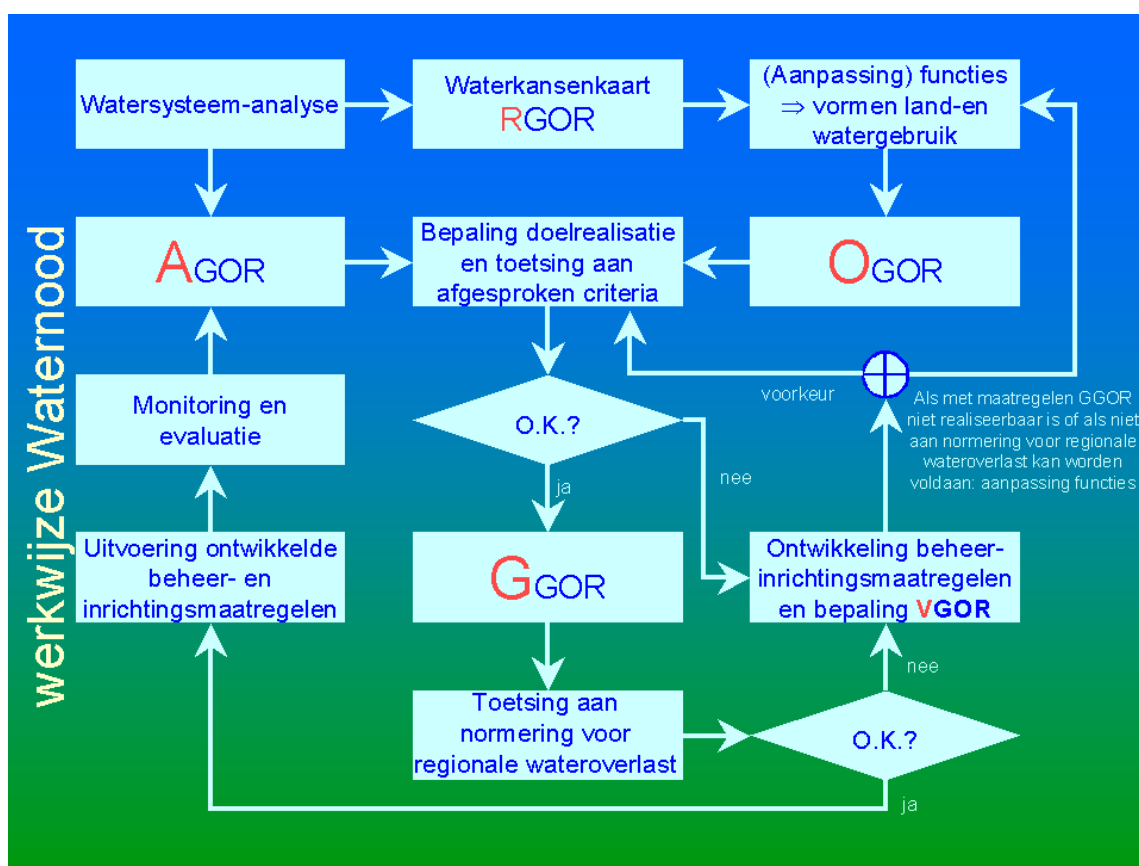 werkwijze Waternood
Watersysteem-analyse
Waterkansenkaart
RGOR
(Aanpassing) functies
⇒ vormen land-en
watergebruik
AGOR
Bepaling doelrealisatie
en toetsing aan
afgesproken criteria
OGOR
Monitoring en
evaluatie
O.K.?
voorkeur
Als met maatregelen GGOR
niet realiseerbaar is of als niet
aan normering voor regionale
wateroverlast kan worden
voldaan: aanpassing functies
ja
nee
Uitvoering ontwikkelde
beheer- en
inrichtingsmaatregelen
GGOR
Ontwikkeling beheer-
inrichtingsmaatregelen
en bepaling VGOR
nee
Toetsing aan
normering voor
regionale wateroverlast
O.K.?
ja